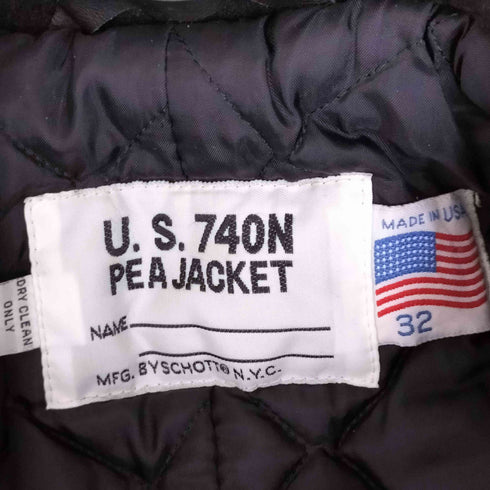 U. S. 740N
PEA JACKET
NAME
MFG. BY SCHOTT® N.Y.C.
MADE IN USA
32
DRY CLEAN
ONLY